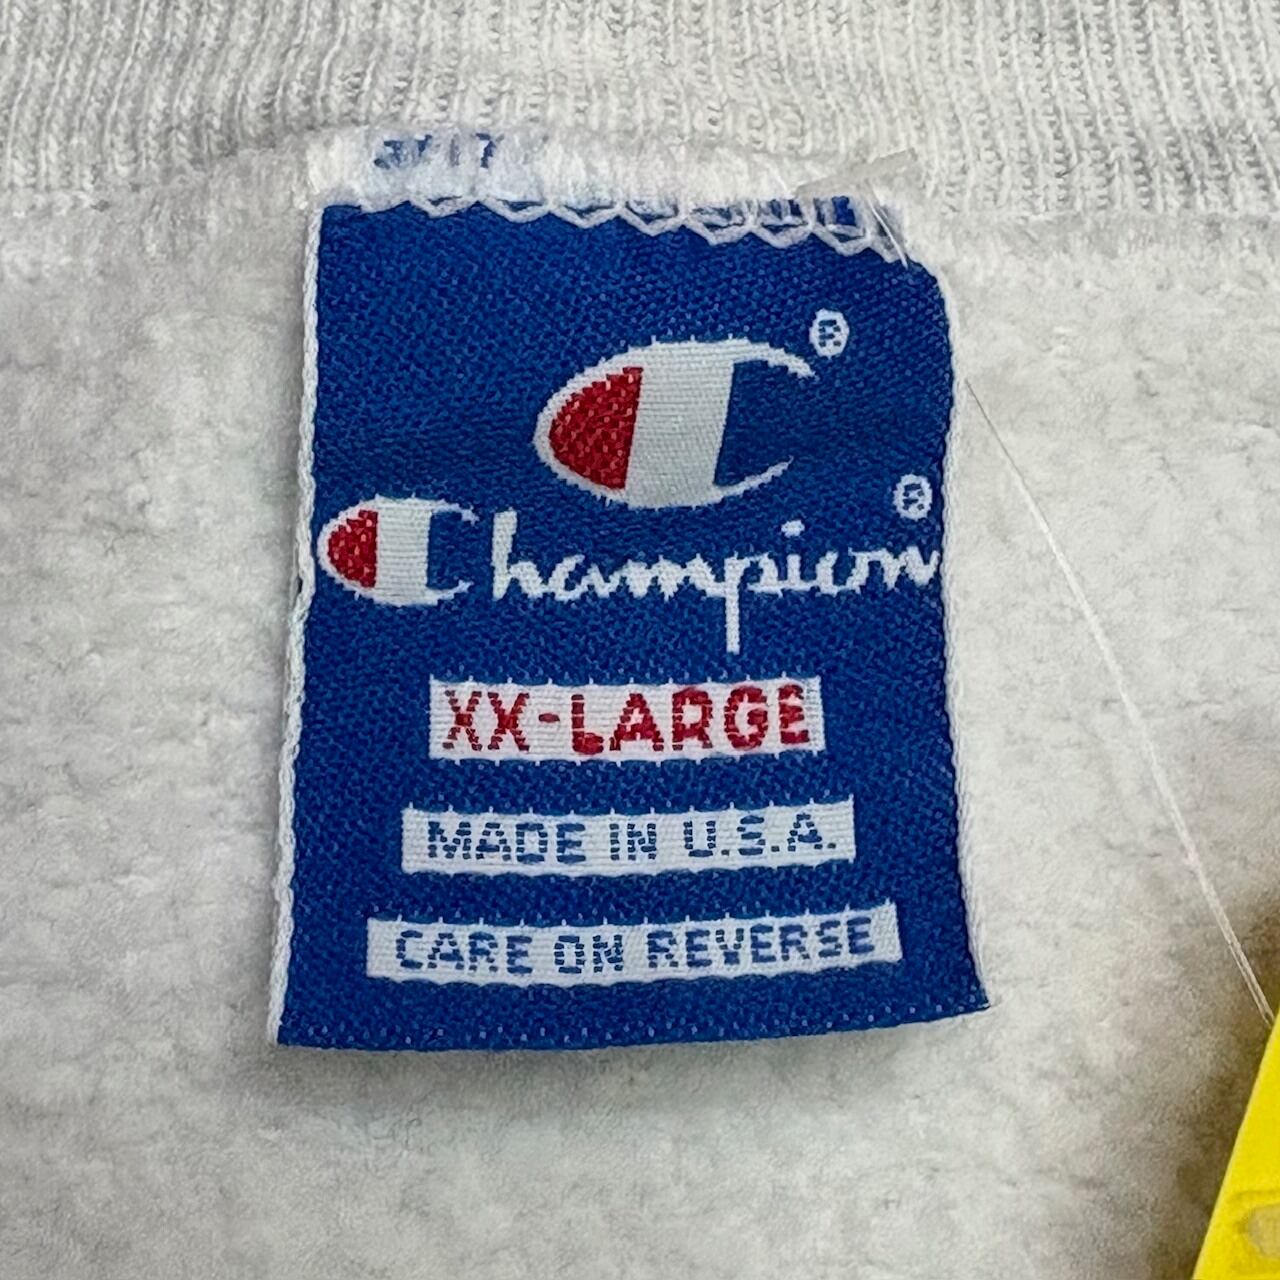 Champion®
XX-LARGE
MADE IN U.S.A.
CARE ON REVERSE